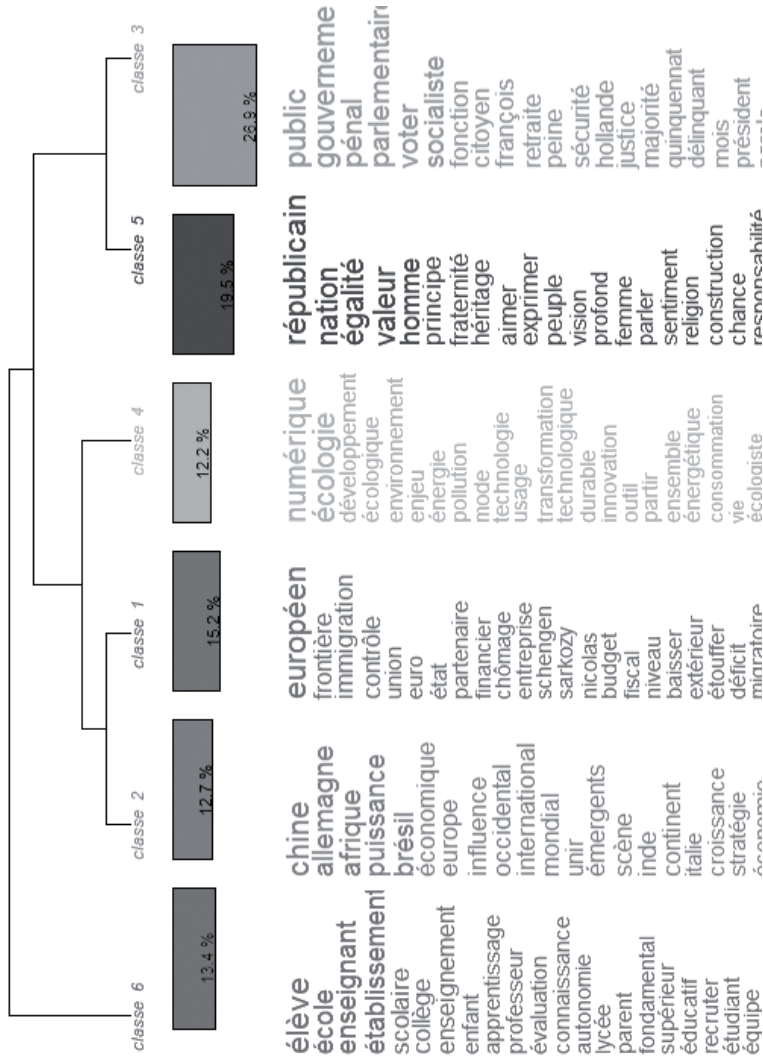 classe 6
13.4 %
élève
école
enseignant
établissement
scolaire
collège
enseignement
enfant
apprentissage
professeur
évaluation
connaissance
autonomie
lycée
parent
fondamental
supérieur
éducatif
recruter
étudiant
équipe
classe 2
12.7 %
chine
allemagne
afrique
puissance
brésil
économique
europe
influence
occidental
international
mondial
unir
émergents
scène
inde
continent
italie
croissance
stratégie
économie
classe 1
15.2 %
européen
frontière
immigration
contrôle
union
euro
état
partenaire
financier
chômage
entreprise
schengen
sarkozy
nicolas
budget
fiscal
niveau
baisser
extérieur
étouffer
déficit
migratoire
classe 4
12.2 %
numérique
écologie
développement
écologique
environnement
enjeu
énergie
pollution
mode
technologie
usage
transformation
technologique
durable
innovation
outil
partir
ensemble
énergétique
consommation
vie
écologiste
classe 5
19.5 %
républicain
nation
égalité
valeur
homme
principe
fraternité
héritage
aimer
exprimer
peuple
vision
profond
femme
parler
sentiment
religion
construction
chance
responsabilité
classe 3
26.9 %
public
gouverneme
pénal
parlementaire
voter
socialiste
fonction
citoyen
françois
retraite
peine
sécurité
hollande
justice
majorité
quinquennat
délinquant
mois
président